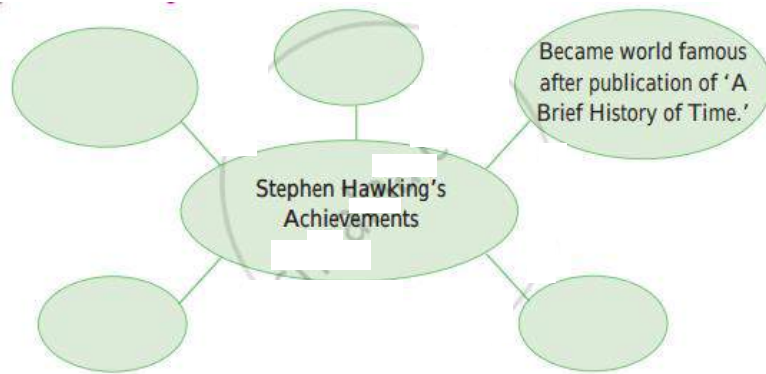 Became world famous
after publication of ‘A
Brief History of Time.’
Stephen Hawking’s
Achievements